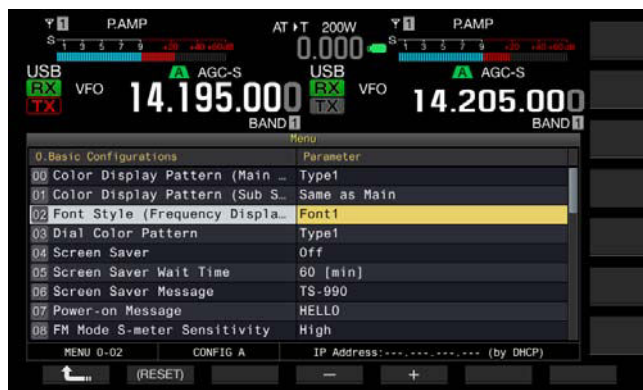 1 P.AMP AT▶T 200W 1 P.AMP
S 1 3 5 7 9 +20 +40 +60dB 0.000 S 1 3 5 7 9 +20 +40 +60dB
USB A AGC-S USB A AGC-S
RX VFO 14.195.000 RX VFO 14.205.000
TX TX
BAND 1 BAND 1
Menu
0.Basic Configurations Parameter
00 Color Display Pattern (Main … Type1
01 Color Display Pattern (Sub S… Same as Main
02 Font Style (Frequency Displa… Font1
03 Dial Color Pattern Type1
04 Screen Saver Off
05 Screen Saver Wait Time 60 [min]
06 Screen Saver Message TS-990
07 Power-on Message HELLO
08 FM Mode S-meter Sensitivity High
MENU 0-02 CONFIG A IP Address:---.---.---.--- (by DHCP)
(RESET) － +